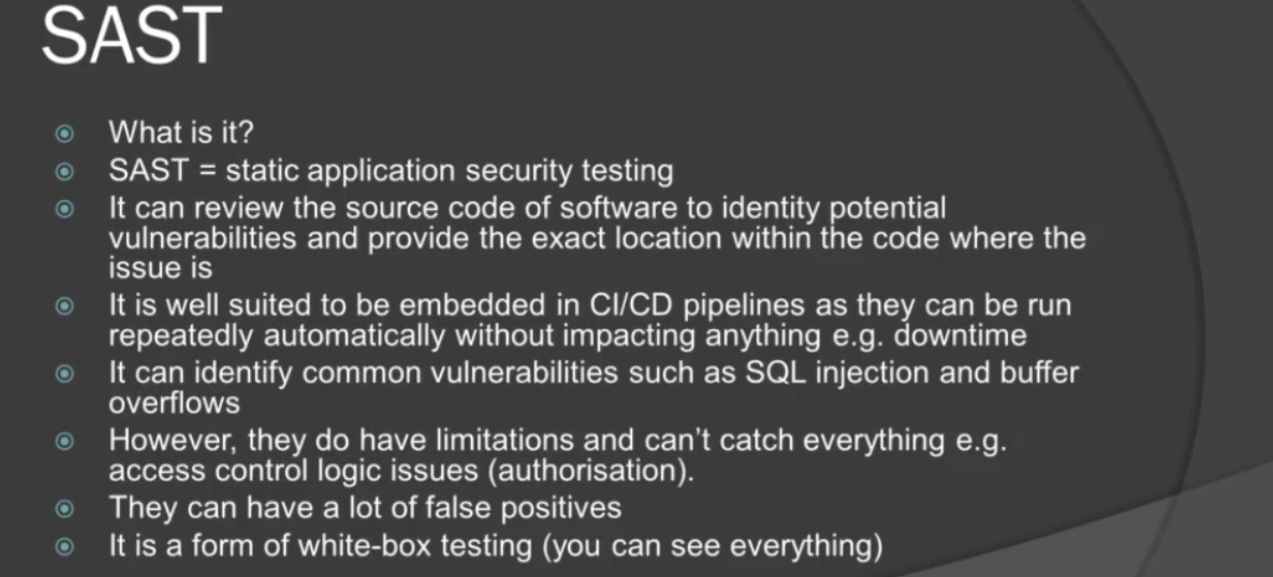 SAST
What is it?
SAST = static application security testing
It can review the source code of software to identity potential
vulnerabilities and provide the exact location within the code where the
issue is
It is well suited to be embedded in CI/CD pipelines as they can be run
repeatedly automatically without impacting anything e.g. downtime
It can identify common vulnerabilities such as SQL injection and buffer
overflows
However, they do have limitations and can't catch everything e.g.
access control logic issues (authorisation).
They can have a lot of false positives
It is a form of white-box testing (you can see everything)